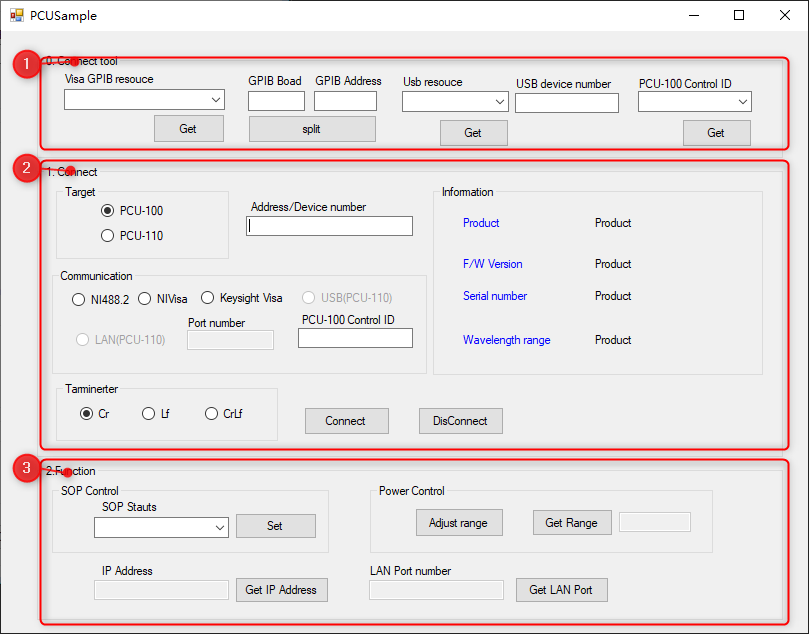 PCUSample
1
0. Connect tool
Visa GPIB resouce
GPIB Boad
GPIB Address
Usb resouce
USB device number
PCU-100 Control ID
Get
split
Get
Get
2
1. Connect
Target
PCU-100
PCU-110
Address/Device number
Information
Product Product
F/W Version Product
Serial number Product
Wavelength range Product
Communication
NI488.2
NIVisa
Keysight Visa
USB(PCU-110)
LAN(PCU-110)
Port number
PCU-100 Control ID
Tarminerter
Cr
Lf
CrLf
Connect
DisConnect
3
2.Function
SOP Control
SOP Stauts
Set
Power Control
Adjust range
Get Range
IP Address
Get IP Address
LAN Port number
Get LAN Port